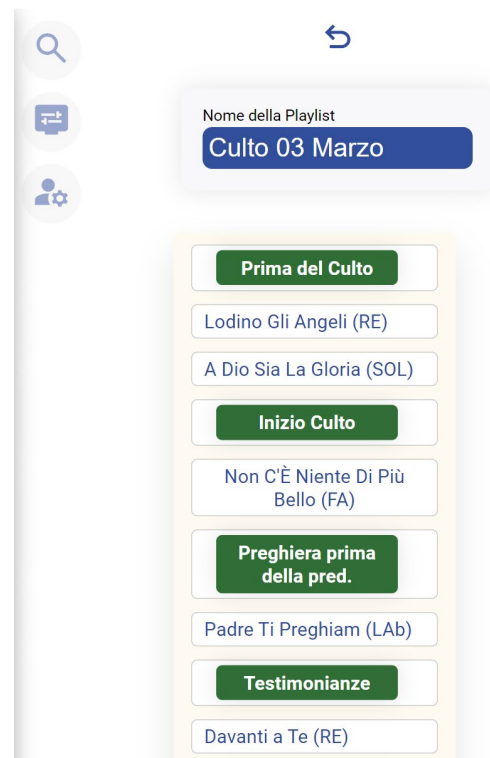 Nome della Playlist
Culto 03 Marzo
Prima del Culto
Lodino Gli Angeli (RE)
A Dio Sia La Gloria (SOL)
Inizio Culto
Non C'È Niente Di Più
Bello (FA)
Preghiera prima
della pred.
Padre Ti Preghiam (LAb)
Testimonianze
Davanti a Te (RE)